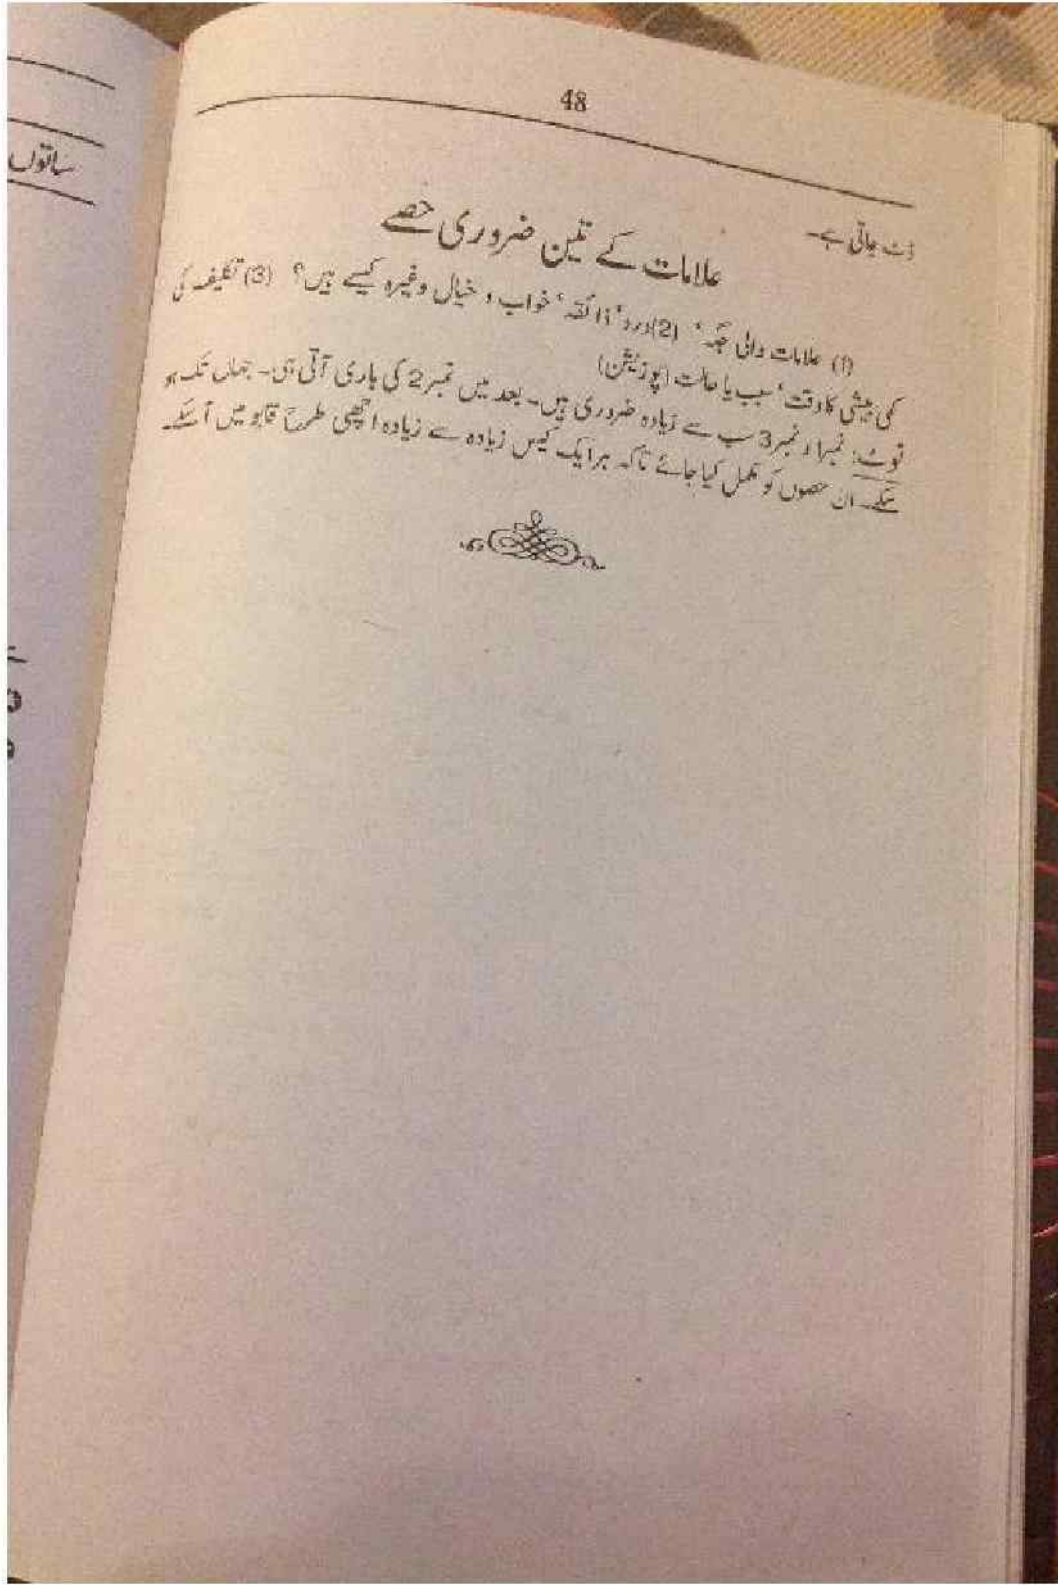 48
جاتی ہے۔
علامات کے تین ضروری حصے
(1) علامات والی جگہ، (2) درد، ذائقہ، خواب و خیال وغیرہ کیسے ہیں؟ (3) تکلیف کی
کمی بیشی کا وقت، سبب یا حالت (پوزیشن)
نوٹ: نمبر1 و نمبر3 سب سے زیادہ ضروری ہیں۔ بعد میں نمبر2 کی باری آتی ہی۔ جہاں تک ہو
سکے۔ ان حصوں کو مکمل کیا جائے تاکہ ہر ایک کیس زیادہ سے زیادہ اچھی طرح قابو میں آ سکے۔
ساتواں